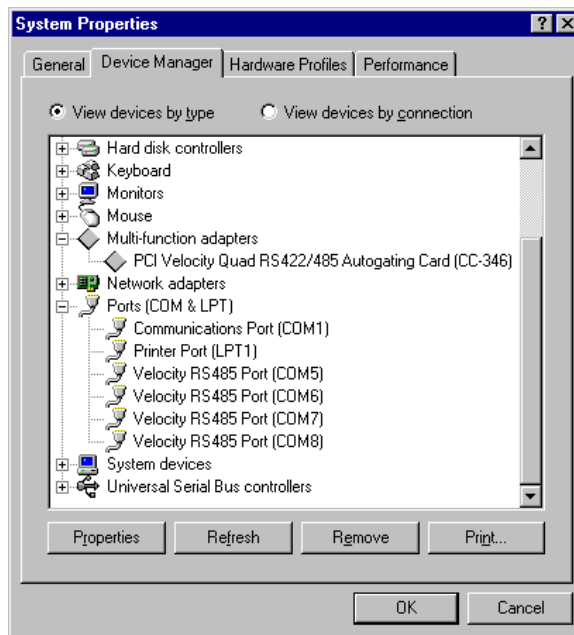 System Properties
General Device Manager Hardware Profiles Performance
View devices by type View devices by connection
Hard disk controllers
Keyboard
Monitors
Mouse
Multi-function adapters
PCI Velocity Quad RS422/485 Autogating Card (CC-346)
Network adapters
Ports (COM & LPT)
Communications Port (COM1)
Printer Port (LPT1)
Velocity RS485 Port (COM5)
Velocity RS485 Port (COM6)
Velocity RS485 Port (COM7)
Velocity RS485 Port (COM8)
System devices
Universal Serial Bus controllers
Properties Refresh Remove Print...
OK Cancel